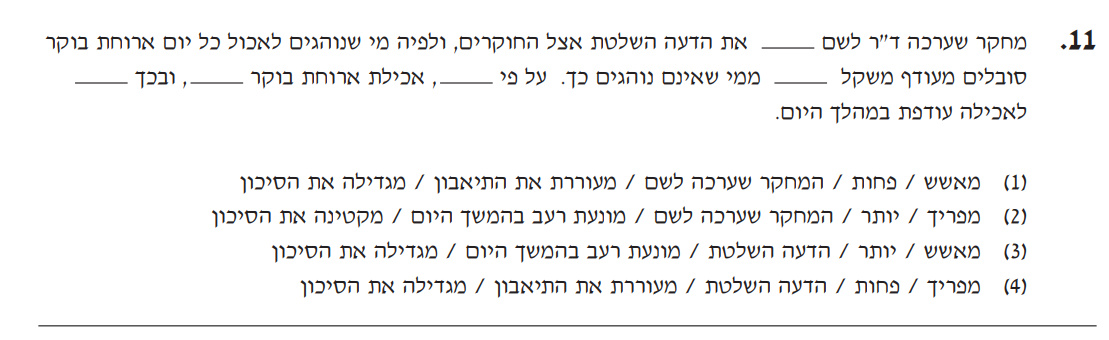 11. מחקר שערכה ד"ר לשם ____ את הדעה השלטת אצל החוקרים, ולפיה מי שנוהגים לאכול כל יום ארוחת בוקר
סובלים מעודף משקל ____ ממי שאינם נוהגים כך. על פי ____, אכילת ארוחת בוקר ____, ובכך ____
לאכילה עודפת במהלך היום.
(1) מאשש / פחות / המחקר שערכה לשם / מעוררת את התיאבון / מגדילה את הסיכון
(2) מפריך / יותר / המחקר שערכה לשם / מונעת רעב בהמשך היום / מקטינה את הסיכון
(3) מאשש / יותר / הדעה השלטת / מונעת רעב בהמשך היום / מגדילה את הסיכון
(4) מפריך / פחות / הדעה השלטת / מעוררת את התיאבון / מגדילה את הסיכון